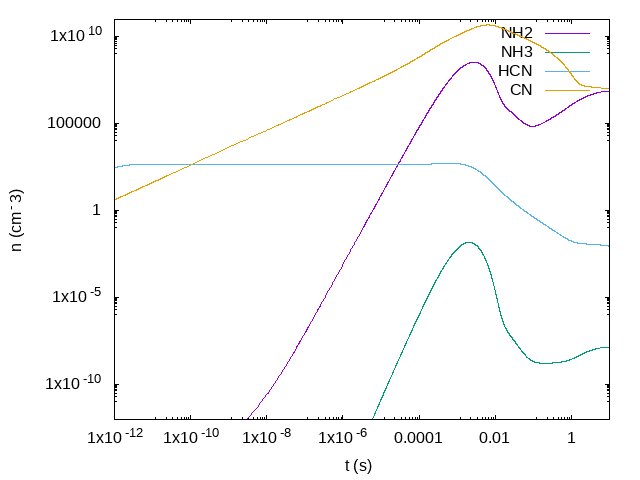 1x10^10
100000
1
1x10^-5
1x10^-10
n (cm^-3)
NH2
NH3
HCN
CN
1x10^-12 1x10^-10 1x10^-8 1x10^-6 0.0001 0.01 1
t (s)